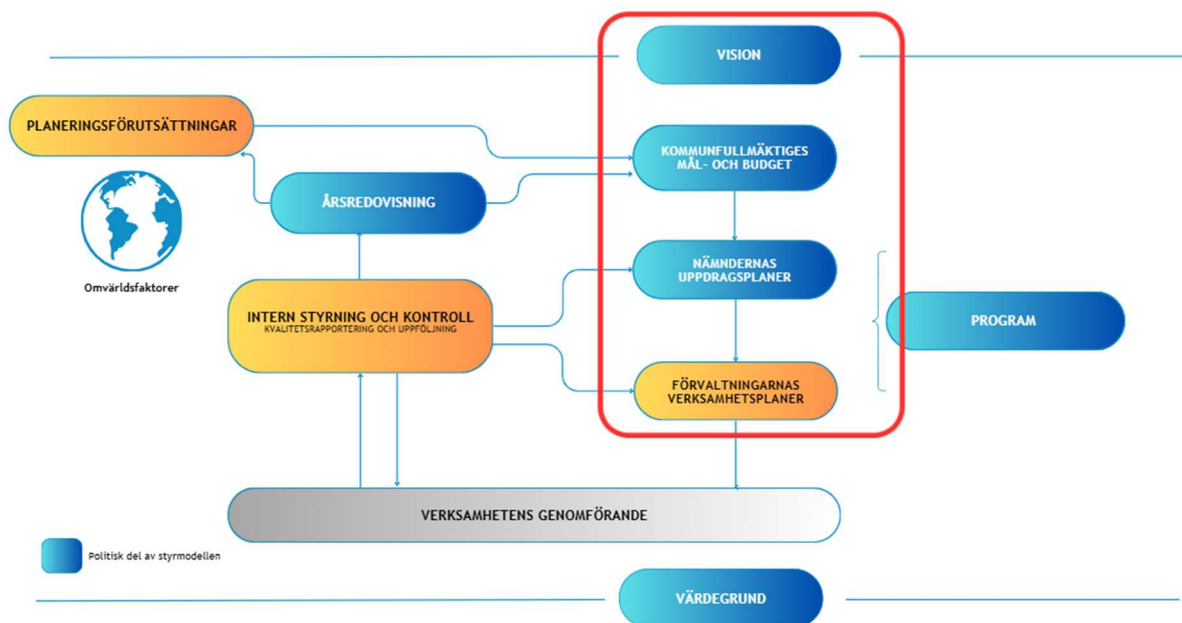 VISION
PLANERINGSFÖRUTSÄTTNINGAR
KOMMUNFULLMÄKTIGES
MÅL- OCH BUDGET
ÅRSREDOVISNING
Omvärldsfaktorer
NÄMNDERNAS
UPPDRAGSPLANER
INTERN STYRNING OCH KONTROLL
KVALITETSRAPPORTERING OCH UPPFÖLJNING
PROGRAM
FÖRVALTNINGARNAS
VERKSAMHETSPLANER
VERKSAMHETENS GENOMFÖRANDE
Politisk del av styrmodellen
VÄRDEGRUND